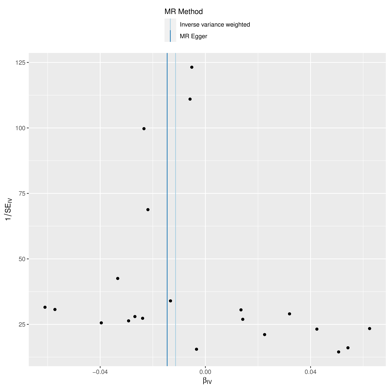 MR Method
Inverse variance weighted
MR Egger
125
100
75
50
25
1/SE_IV
−0.04 0.00 0.04
β_IV